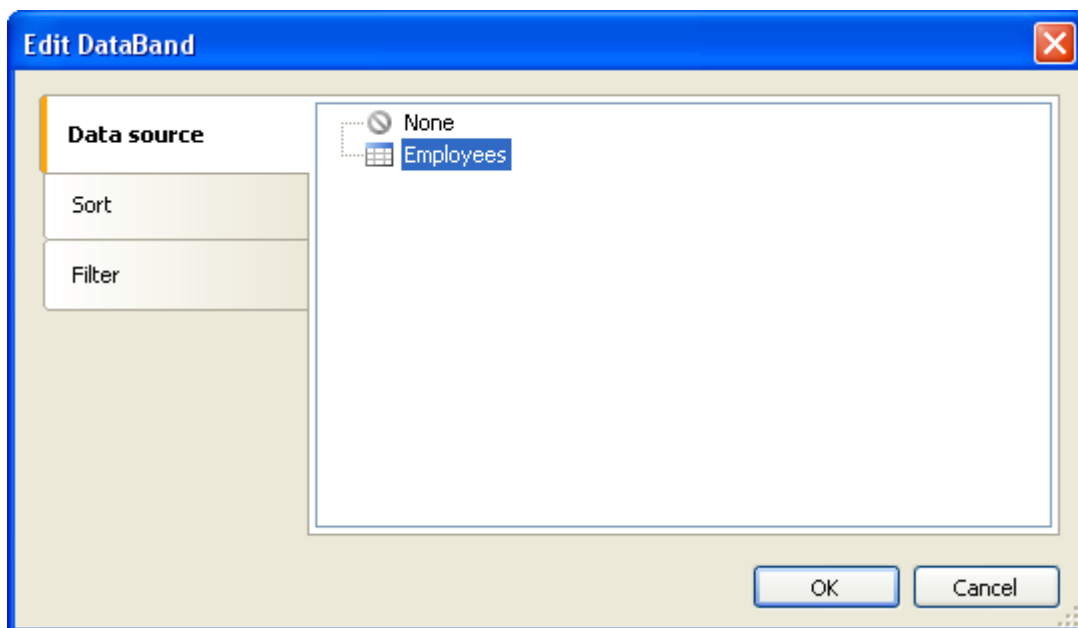 Edit DataBand
Data source
Sort
Filter
None
Employees
OK
Cancel